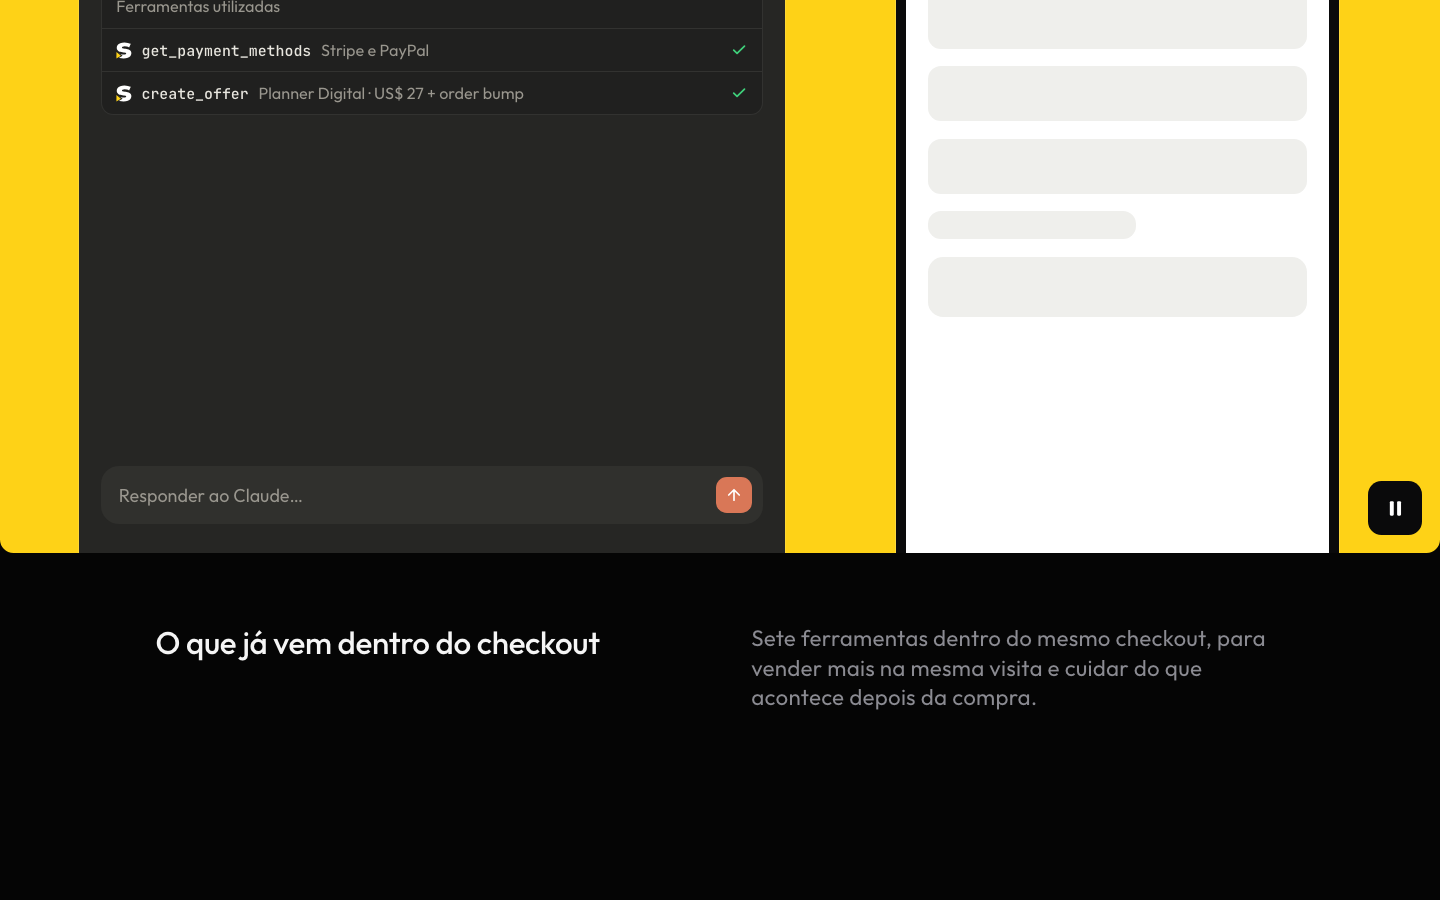 Ferramentas utilizadas
get_payment_methods Stripe e PayPal
create_offer Planner Digital · US$ 27 + order bump
Responder ao Claude…
O que já vem dentro do checkout
Sete ferramentas dentro do mesmo checkout, para
vender mais na mesma visita e cuidar do que
acontece depois da compra.